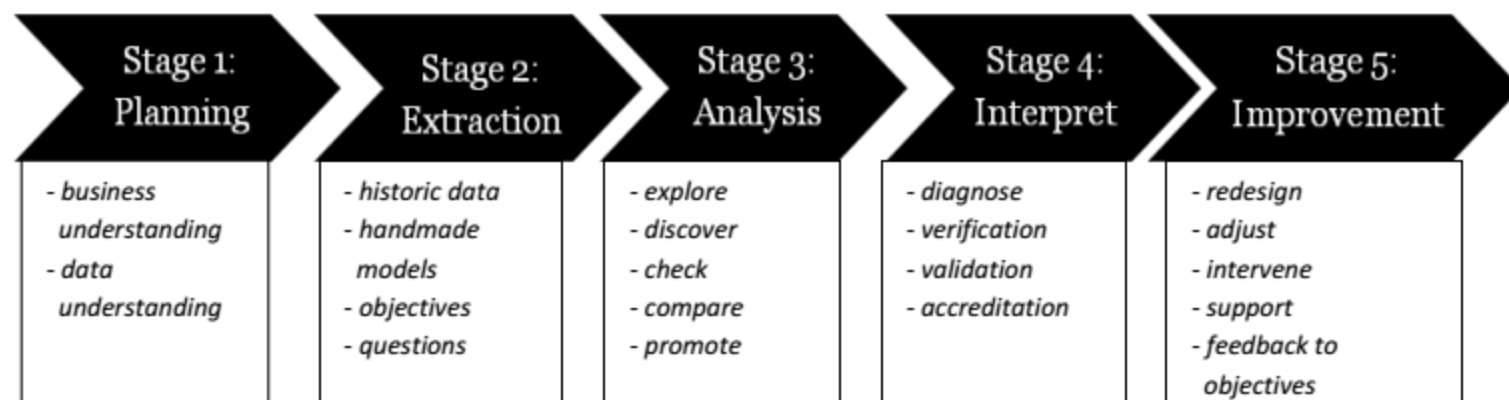 Stage 1:
Planning
- business
understanding
- data
understanding
Stage 2:
Extraction
- historic data
- handmade
models
- objectives
- questions
Stage 3:
Analysis
- explore
- discover
- check
- compare
- promote
Stage 4:
Interpret
- diagnose
- verification
- validation
- accreditation
Stage 5:
Improvement
- redesign
- adjust
- intervene
- support
- feedback to
objectives